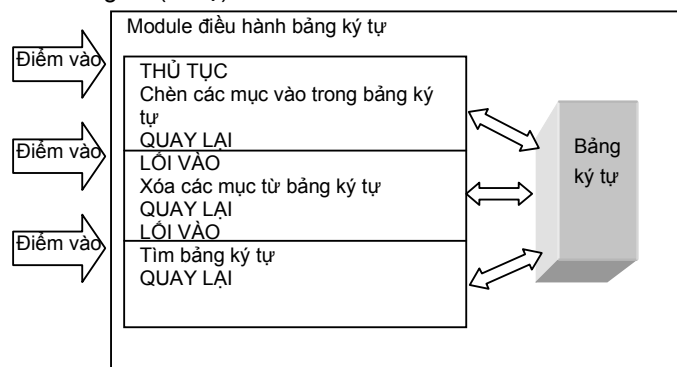 Module điều hành bảng ký tự
Điểm vào
THỦ TỤC
Chèn các mục vào trong bảng ký
tự
QUAY LẠI
Điểm vào
LỐI VÀO
Xóa các mục từ bảng ký tự
QUAY LẠI
LỐI VÀO
Điểm vào
Tìm bảng ký tự
QUAY LẠI
Bảng
ký tự